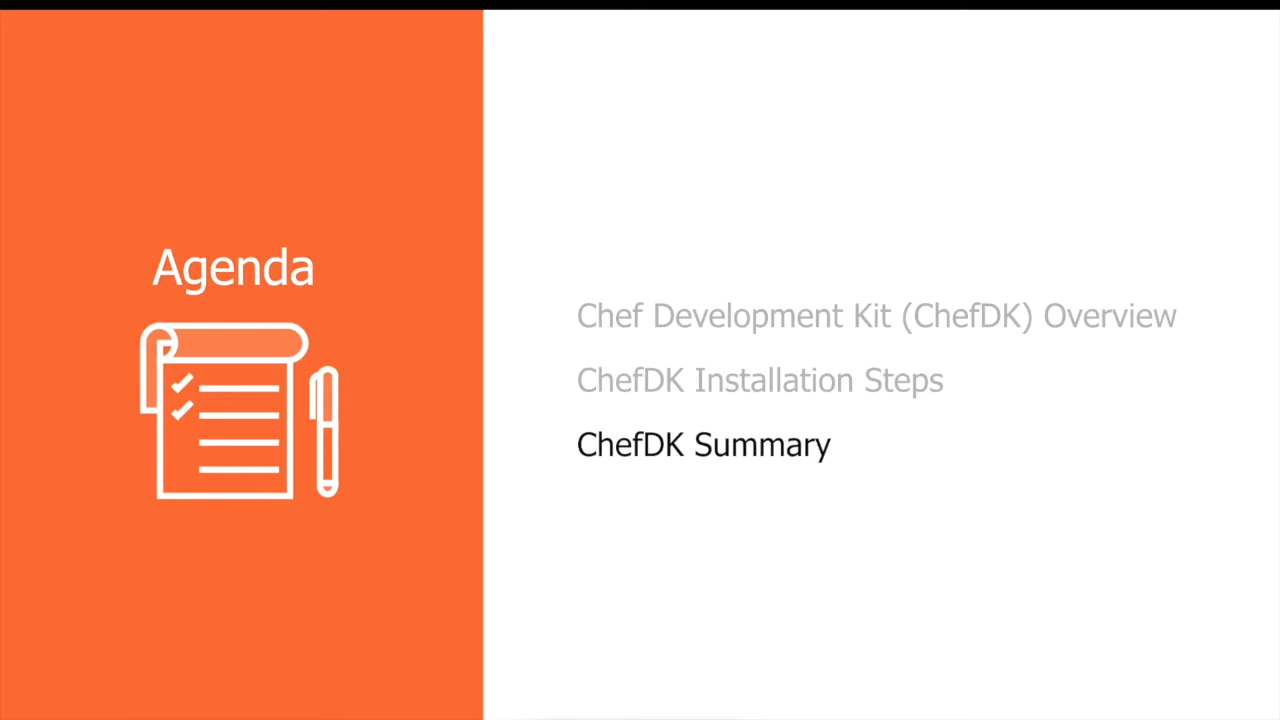 Agenda
Chef Development Kit (ChefDK) Overview
ChefDK Installation Steps
ChefDK Summary